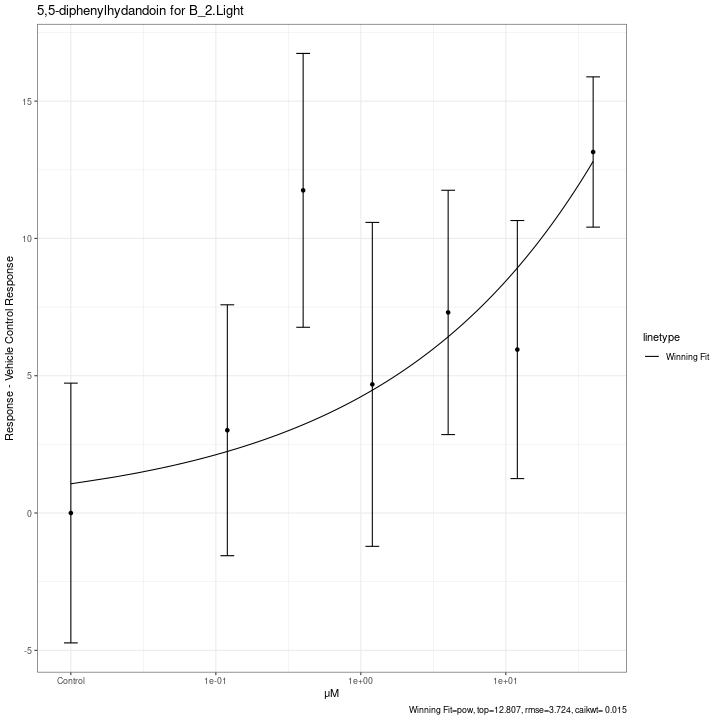 5,5-diphenylhydandoin for B_2.Light
Response - Vehicle Control Response
15
10
5
0
-5
Control
1e-01
1e+00
1e+01
μM
linetype
Winning Fit
Winning Fit=pow, top=12.807, rmse=3.724, caikwt= 0.015